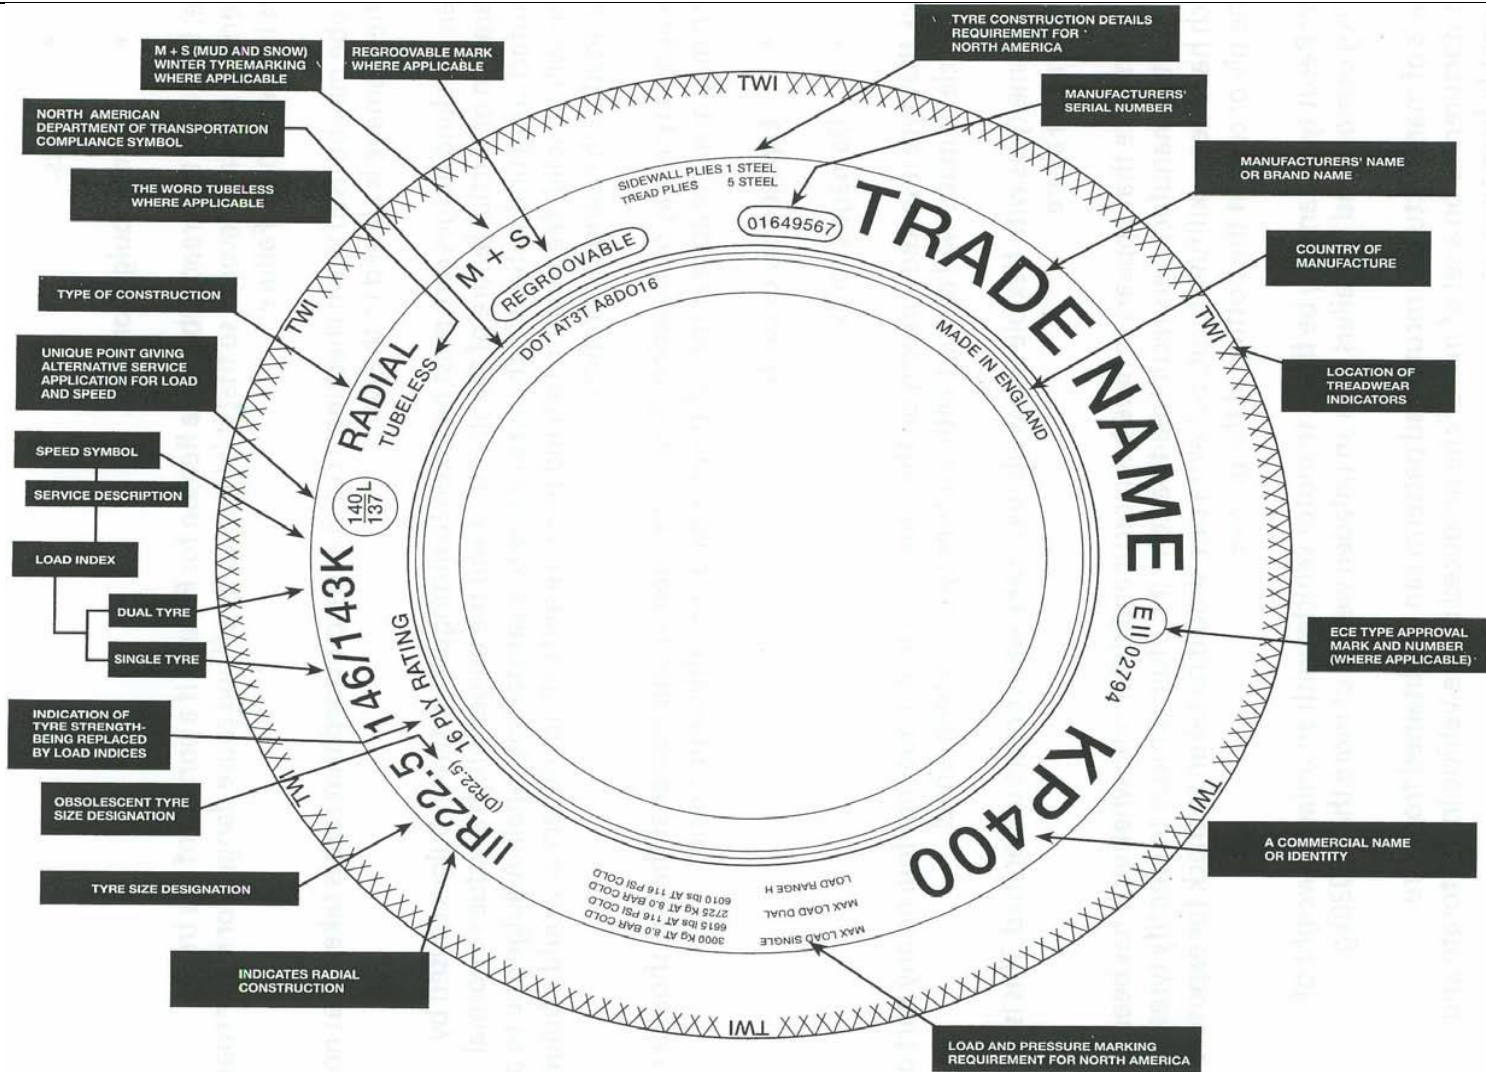 M + S (MUD AND SNOW)
WINTER TYREMARKING
WHERE APPLICABLE
REGROOVABLE MARK
WHERE APPLICABLE
TYRE CONSTRUCTION DETAILS
REQUIREMENT FOR
NORTH AMERICA
NORTH AMERICAN
DEPARTMENT OF TRANSPORTATION
COMPLIANCE SYMBOL
MANUFACTURERS'
SERIAL NUMBER
THE WORD TUBELESS
WHERE APPLICABLE
MANUFACTURERS' NAME
OR BRAND NAME
COUNTRY OF
MANUFACTURE
TYPE OF CONSTRUCTION
UNIQUE POINT GIVING
ALTERNATIVE SERVICE
APPLICATION FOR LOAD
AND SPEED
LOCATION OF
TREADWEAR
INDICATORS
SPEED SYMBOL
SERVICE DESCRIPTION
LOAD INDEX
DUAL TYRE
SINGLE TYRE
ECE TYPE APPROVAL
MARK AND NUMBER
(WHERE APPLICABLE)
INDICATION OF
TYRE STRENGTH-
BEING REPLACED
BY LOAD INDICES
OBSOLESCENT TYRE
SIZE DESIGNATION
A COMMERCIAL NAME
OR IDENTITY
TYRE SIZE DESIGNATION
INDICATES RADIAL
CONSTRUCTION
LOAD AND PRESSURE MARKING
REQUIREMENT FOR NORTH AMERICA
TWI
TWI
TWI
TWI
TWI
TWI
SIDEWALL PLIES 1 STEEL
TREAD PLIES 5 STEEL
01649567
TRADE NAME
M + S
REGROOVABLE
DOT AT3T A8DO16
MADE IN ENGLAND
RADIAL
TUBELESS
140
137 L
IIR22.5 /146/143K
(DR22.5) 16 PLY RATING
EII 02794
KP400
MAX LOAD SINGLE 3000 Kg AT 8.0 BAR COLD
6615 lbs AT 116 PSI COLD
MAX LOAD DUAL 2725 Kg AT 8.0 BAR COLD
LOAD RANGE H 6010 lbs AT 116 PSI COLD